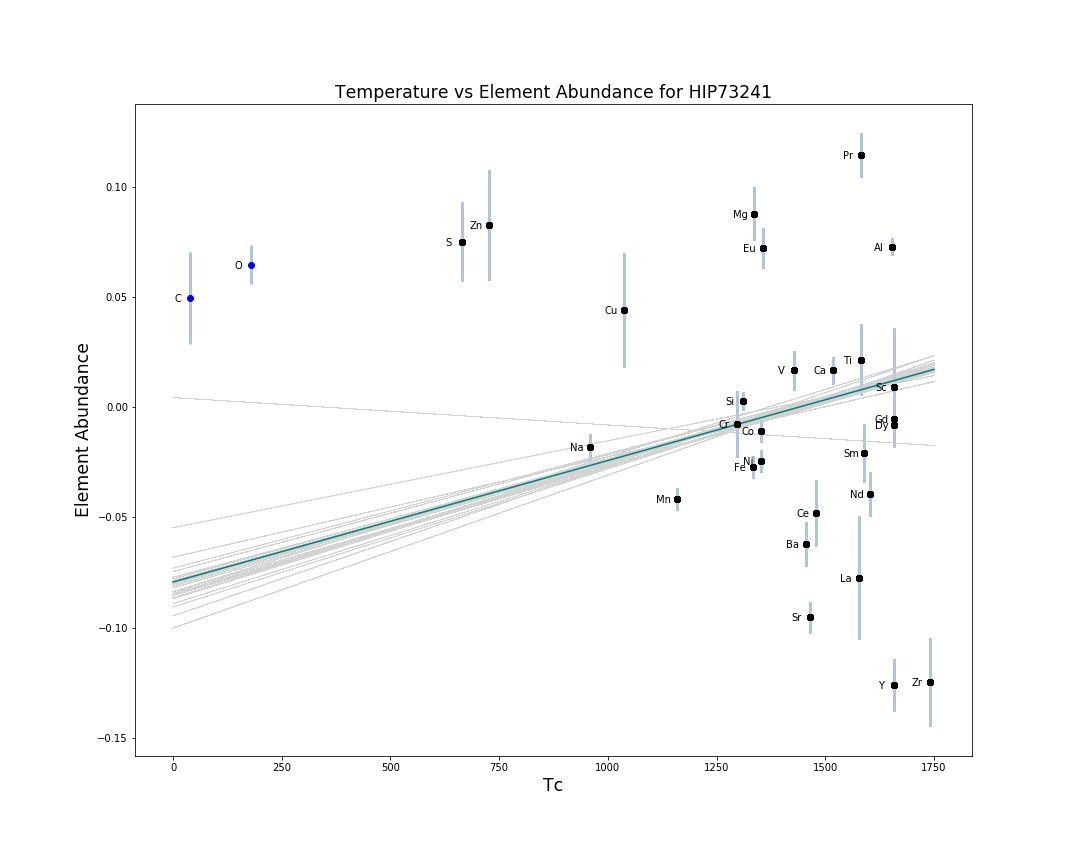 Temperature vs Element Abundance for HIP73241
Element Abundance
0.10
0.05
0.00
−0.05
−0.10
−0.15
Pr
Mg
Zn
S
Eu
Al
O
C
Cu
Ti
V
Ca
Sc
Si
Gd
Cr
Dy
Co
Na
Sm
Ni
Fe
Nd
Mn
Ce
Ba
La
Sr
Zr
Y
0
250
500
750
1000
1250
1500
1750
Tc